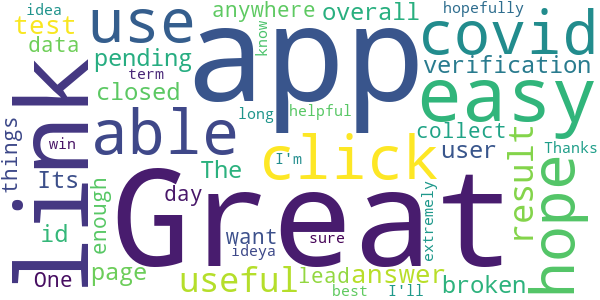 idea
use
app
anywhere
overall
hopefully
covid
test
data
pending
know
verification
term
closed
long
helpful
easy
link
things
win
able
The
click
I'm
collect
user
result
Thanks
hope
Its
enough
day
Great
extremely
id
want
sure
ideya
One
page
useful
lead
answer
best
I'll
broken